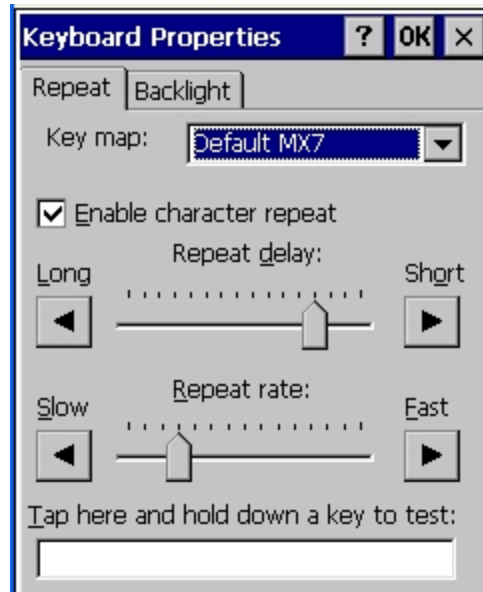 Keyboard Properties ? OK ×
Repeat Backlight
Key map: Default MX7
Enable character repeat
Repeat delay:
Long Short
Repeat rate:
Slow Fast
Tap here and hold down a key to test: